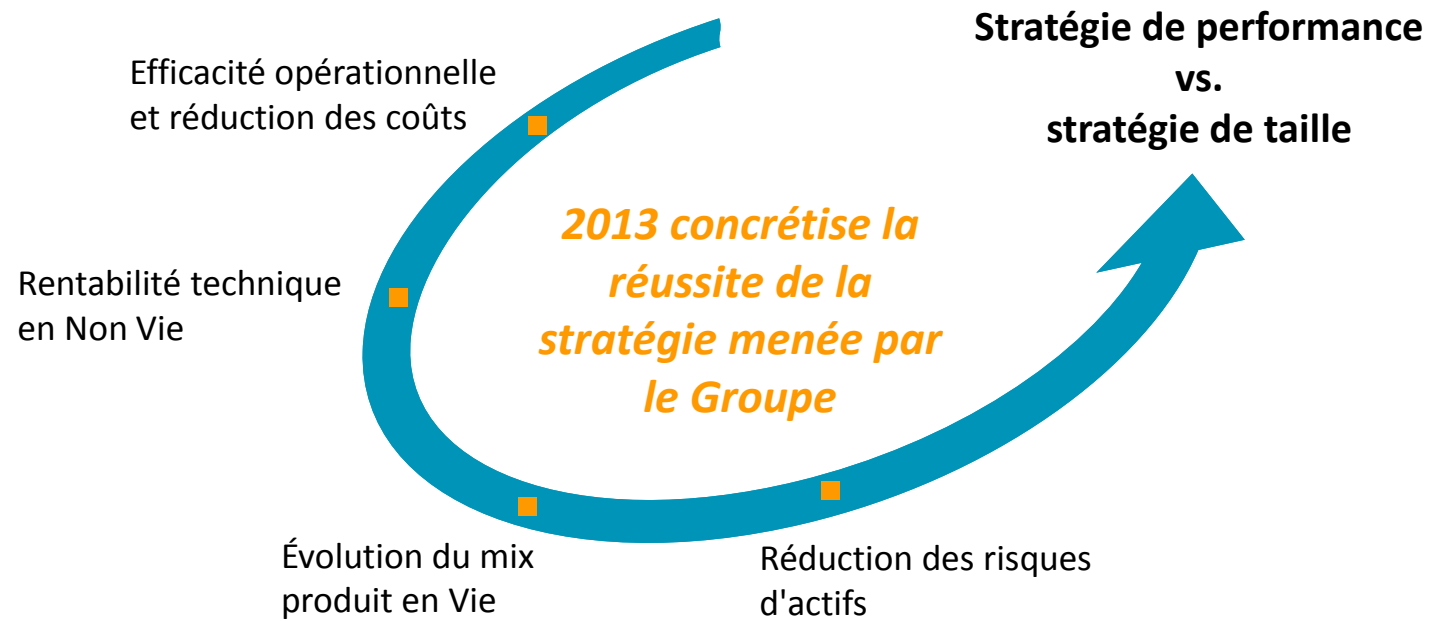 Stratégie de performance
vs.
stratégie de taille
Efficacité opérationnelle
et réduction des coûts
2013 concrétise la
réussite de la
stratégie menée par
le Groupe
Rentabilité technique
en Non Vie
Évolution du mix
produit en Vie
Réduction des risques
d'actifs